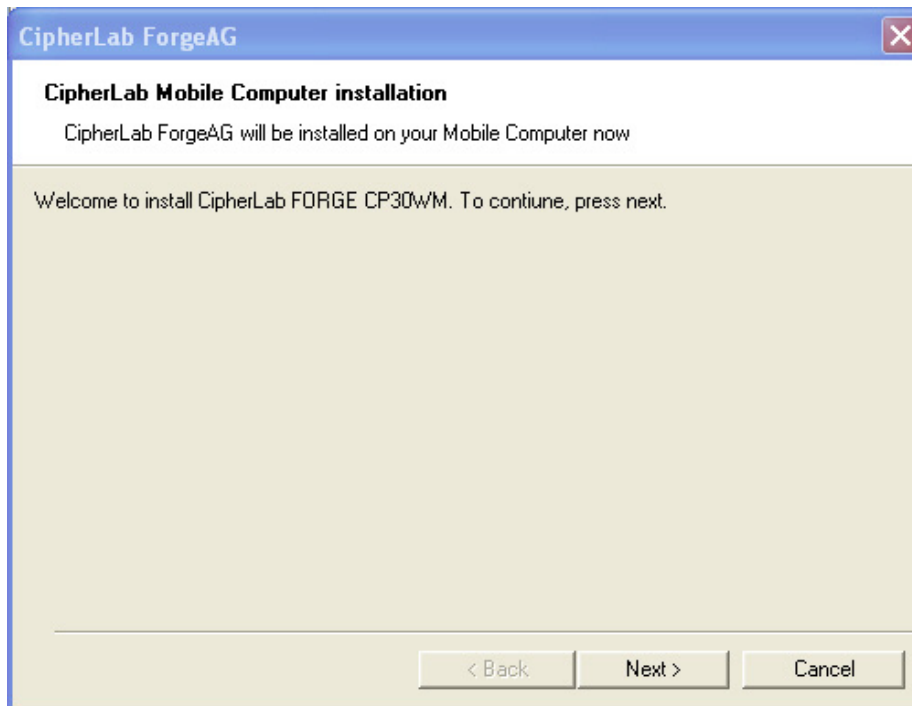 CipherLab ForgeAG
CipherLab Mobile Computer installation
CipherLab ForgeAG will be installed on your Mobile Computer now
Welcome to install CipherLab FORGE CP30WM. To contiune, press next.
< Back
Next >
Cancel